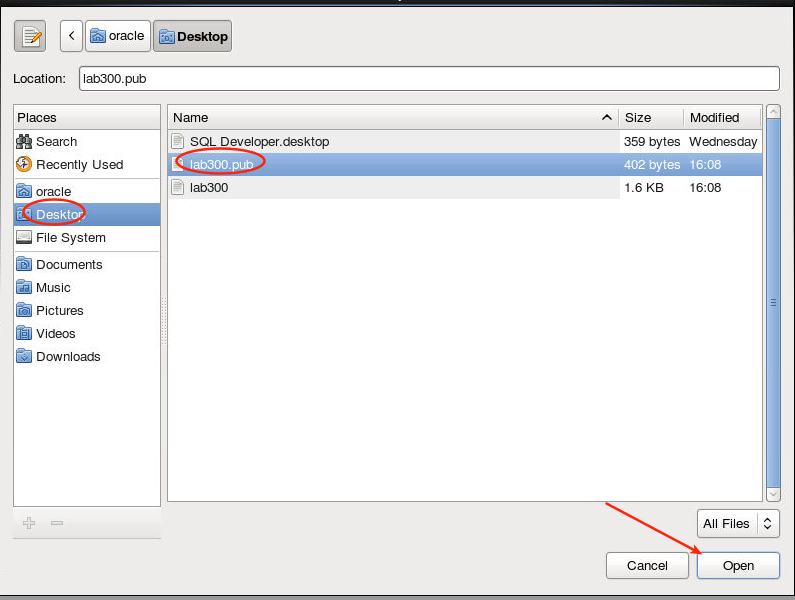 oracle Desktop
Location: lab300.pub
Places Name Size Modified
Search SQL Developer.desktop 359 bytes Wednesday
Recently Used lab300.pub 402 bytes 16:08
oracle lab300 1.6 KB 16:08
Desktop
File System
Documents
Music
Pictures
Videos
Downloads
All Files
Cancel Open